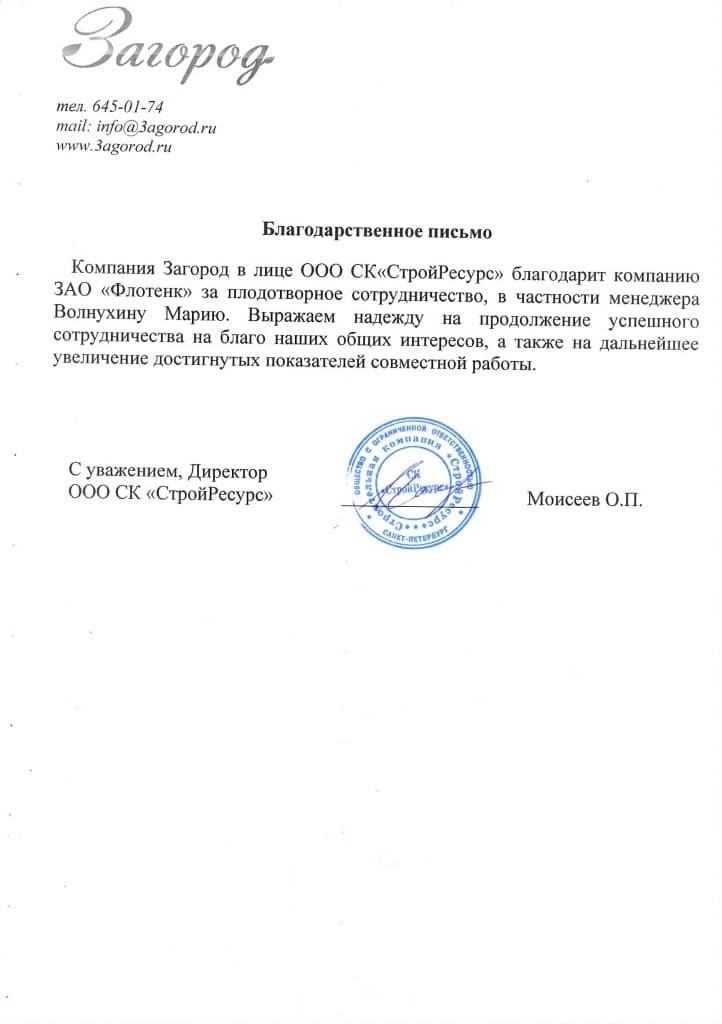 Загород
тел. 645-01-74
mail: info@3agorod.ru
www.3agorod.ru
Благодарственное письмо
Компания Загород в лице ООО СК«СтройРесурс» благодарит компанию
ЗАО «Флотенк» за плодотворное сотрудничество, в частности менеджера
Волнухину Марию. Выражаем надежду на продолжение успешного
сотрудничества на благо наших общих интересов, а также на дальнейшее
увеличение достигнутых показателей совместной работы.
С уважением, Директор
ООО СК «СтройРесурс»
ОБЩЕСТВО С ОГРАНИЧЕННОЙ ОТВЕТСТВЕННОСТЬЮ
САНКТ-ПЕТЕРБУРГ
Строительная компания «СтройРесурс»
СК
«СтройРесурс»
Моисеев О.П.